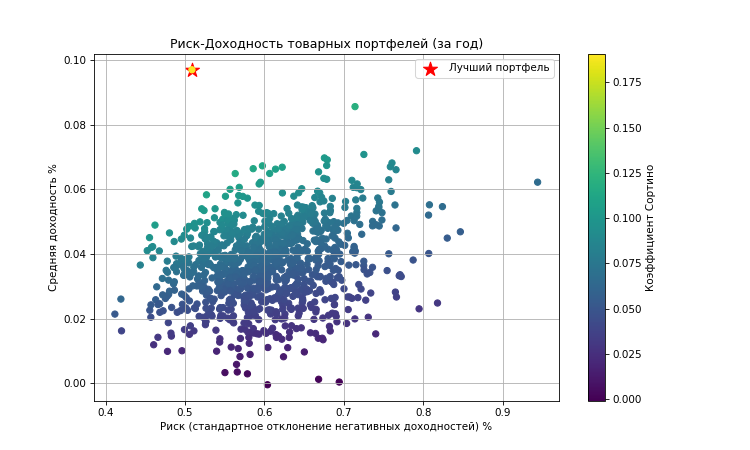 Риск-Доходность товарных портфелей (за год)
Лучший портфель
Средняя доходность %
0.10
0.08
0.06
0.04
0.02
0.00
0.4 0.5 0.6 0.7 0.8 0.9
Риск (стандартное отклонение негативных доходностей) %
0.175
0.150
0.125
0.100
0.075
0.050
0.025
0.000
Коэффициент Сортино